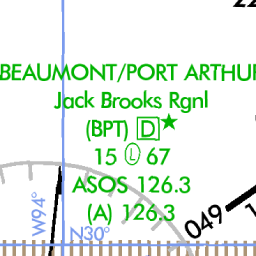 BEAUMONT/PORT ARTHUR
Jack Brooks Rgnl
(BPT) D★
15 Ⓛ 67
ASOS 126.3
(A) 126.3
049
W94°
N30°